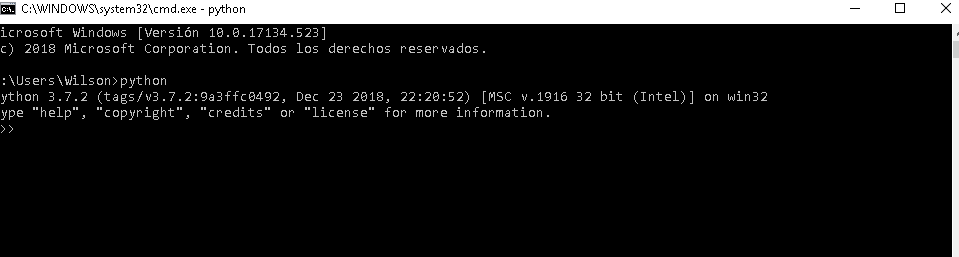 C:\WINDOWS\system32\cmd.exe - python
icrosoft Windows [Versión 10.0.17134.523]
c) 2018 Microsoft Corporation. Todos los derechos reservados.
:\Users\Wilson>python
ython 3.7.2 (tags/v3.7.2:9a3ffc0492, Dec 23 2018, 22:20:52) [MSC v.1916 32 bit (Intel)] on win32
ype "help", "copyright", "credits" or "license" for more information.
>>